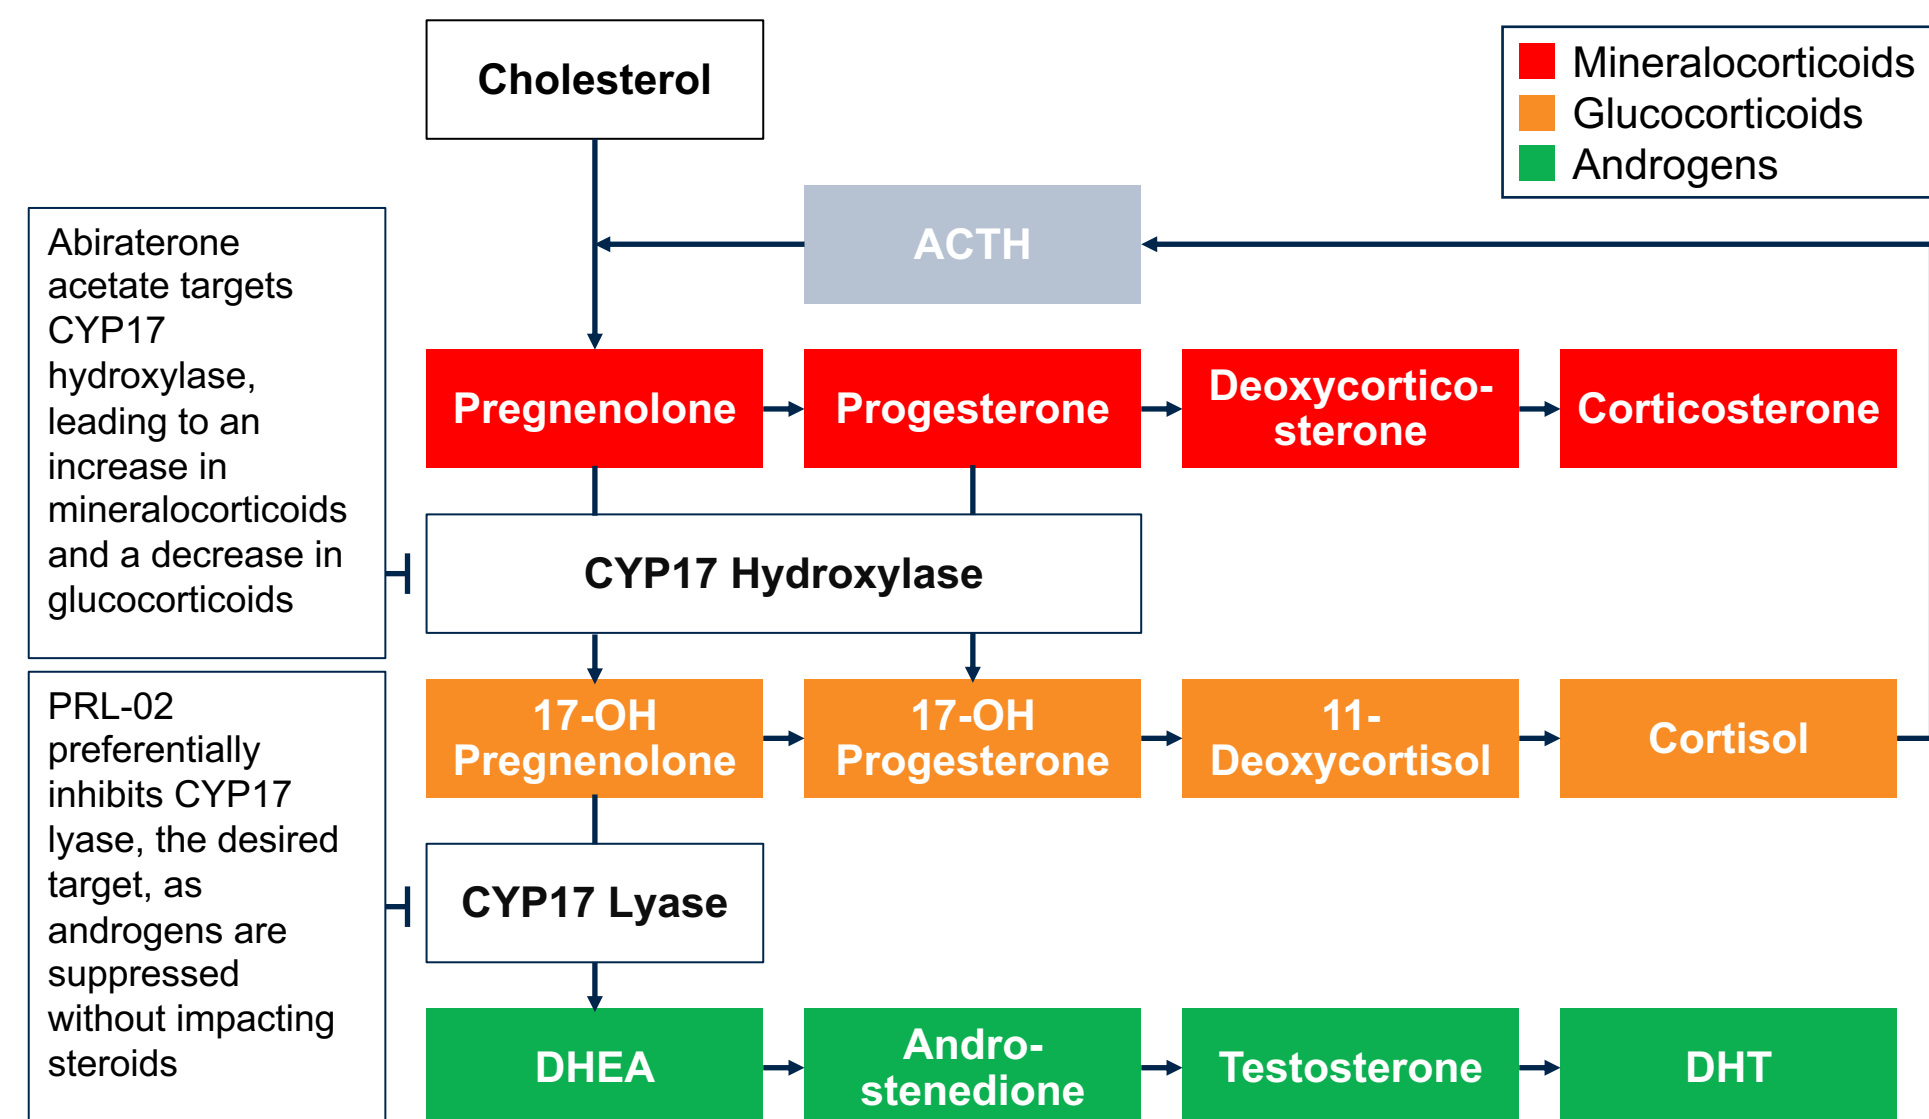 Cholesterol
Mineralocorticoids
Glucocorticoids
Androgens
ACTH
Abiraterone
acetate targets
CYP17
hydroxylase,
leading to an
increase in
mineralocorticoids
and a decrease in
glucocorticoids
Pregnenolone
Progesterone
Deoxycortico-
sterone
Corticosterone
CYP17 Hydroxylase
PRL-02
preferentially
inhibits CYP17
lyase, the desired
target, as
androgens are
suppressed
without impacting
steroids
17-OH
Pregnenolone
17-OH
Progesterone
11-
Deoxycortisol
Cortisol
CYP17 Lyase
DHEA
Andro-
stenedione
Testosterone
DHT